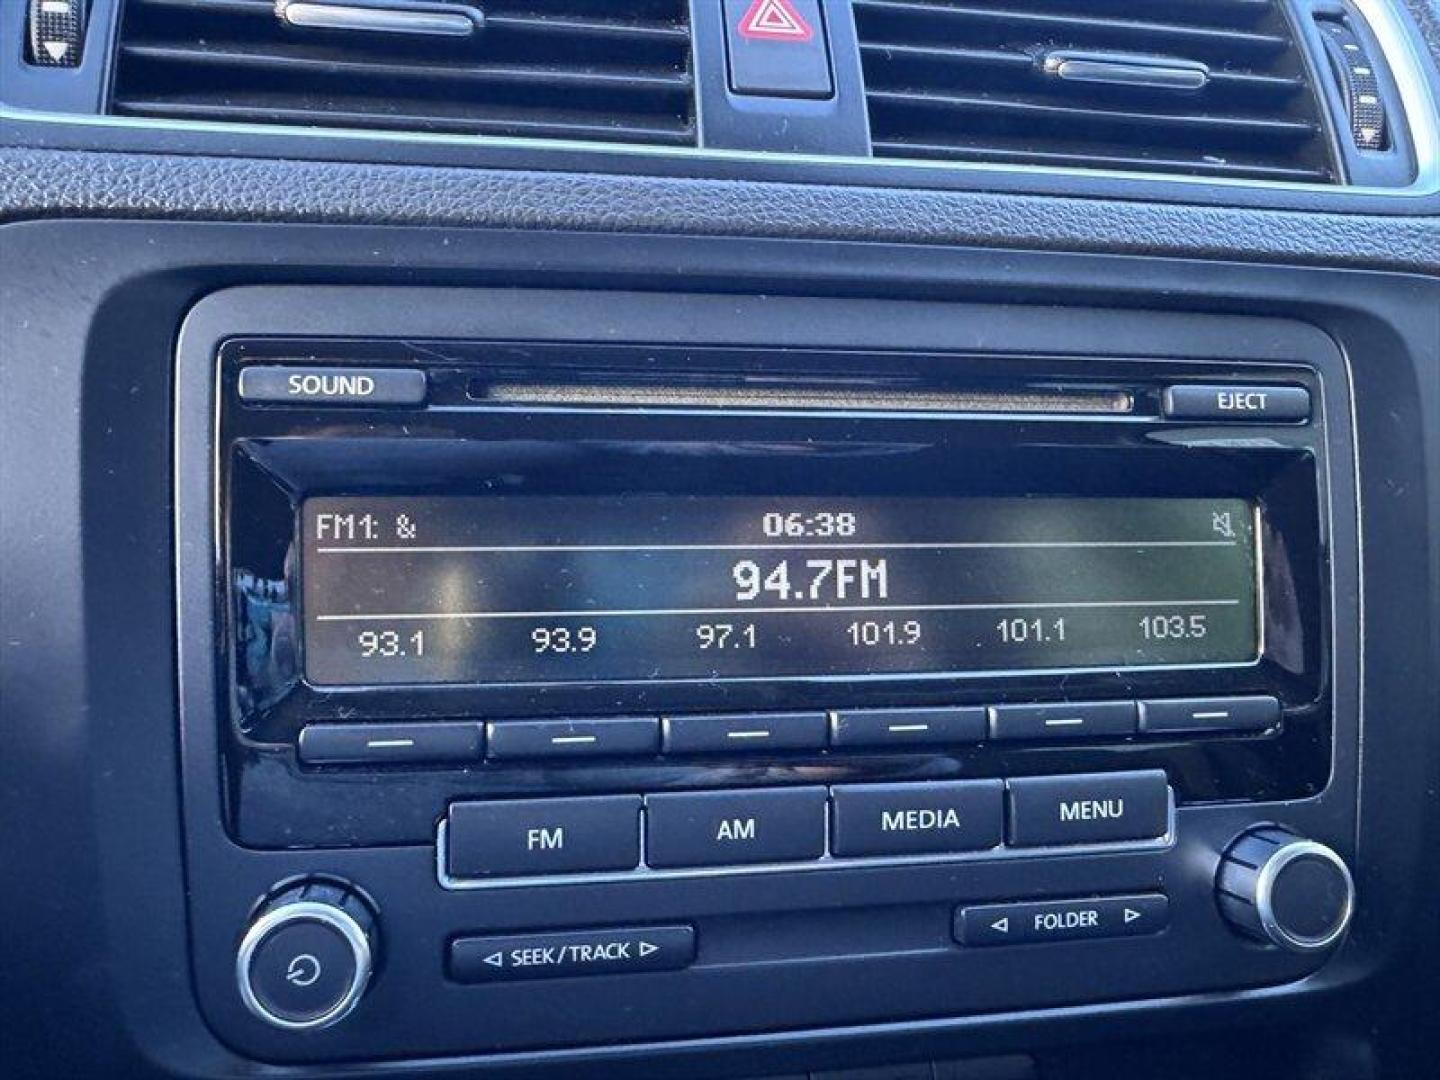 SOUND EJECT
FM1: & 06:38
94.7FM
93.1 93.9 97.1 101.9 101.1 103.5
FM AM MEDIA MENU
SEEK/TRACK FOLDER